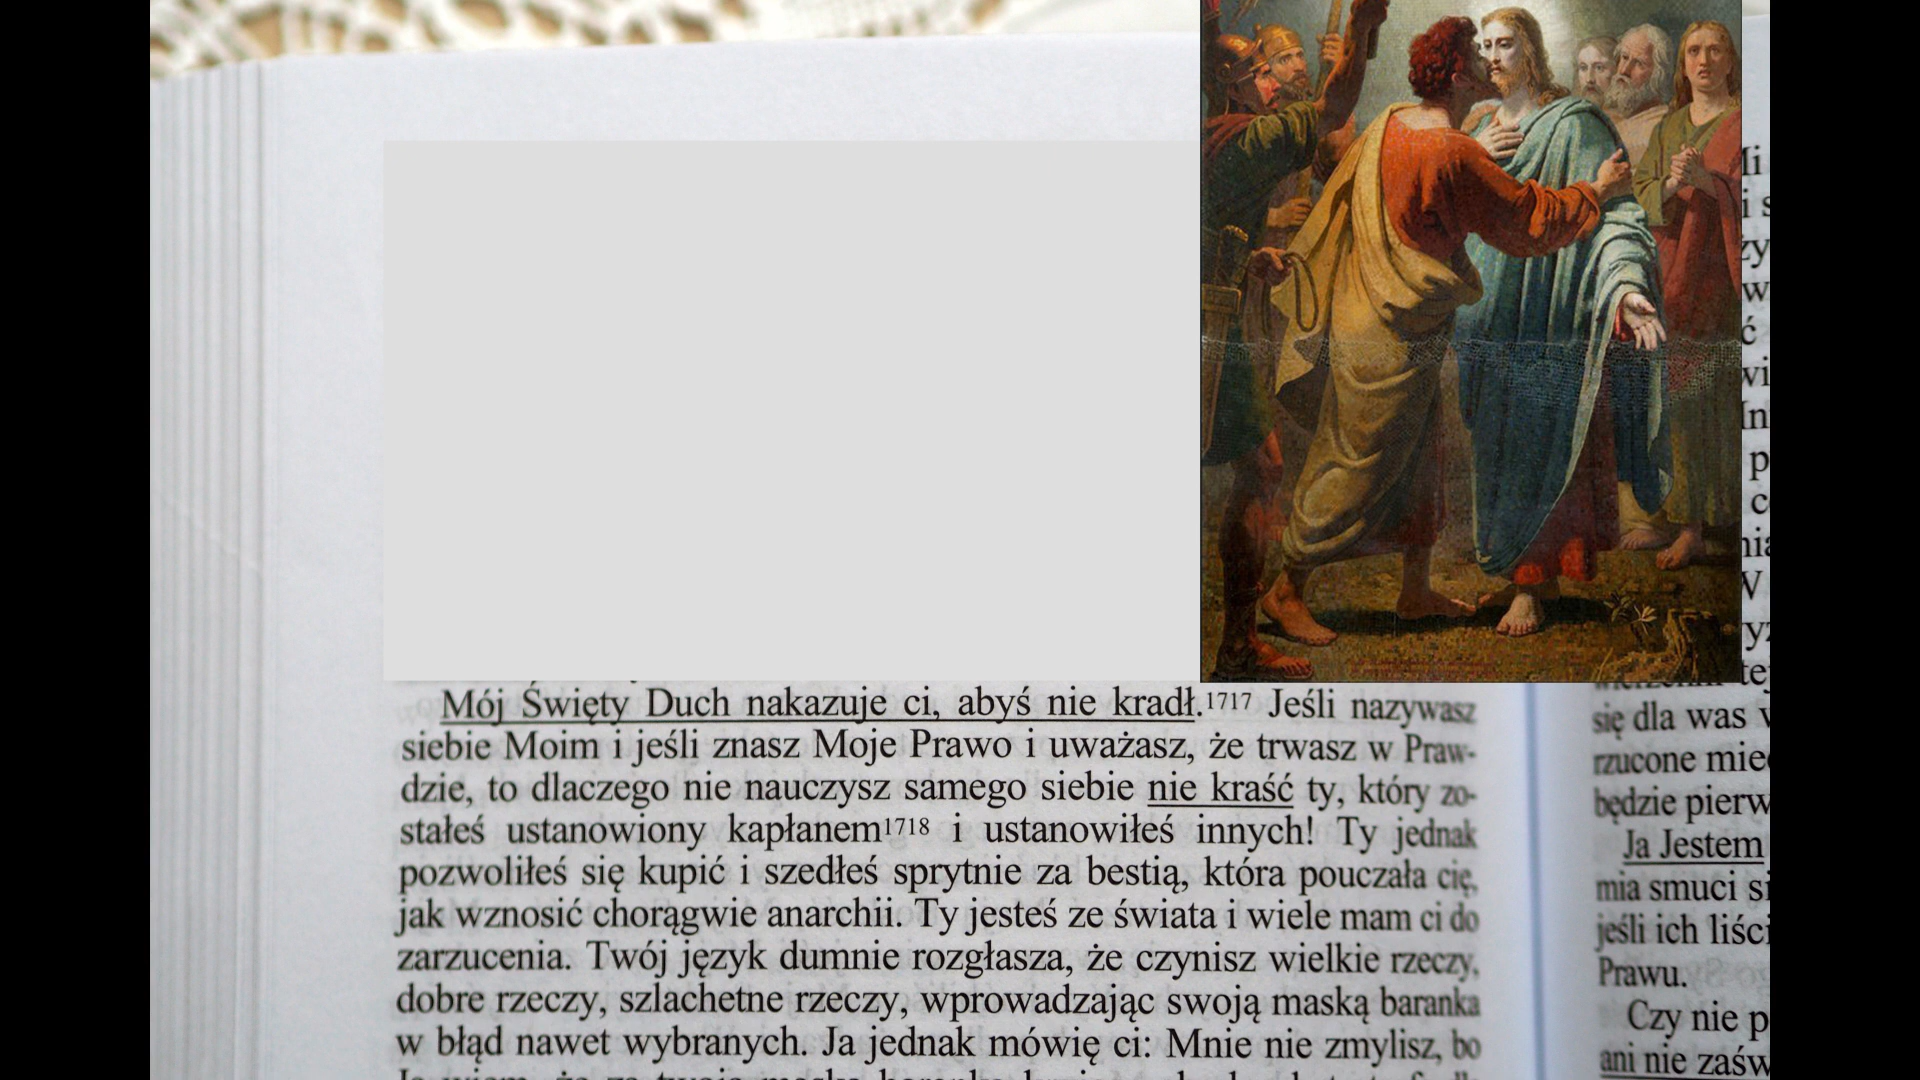 Mój Święty Duch nakazuje ci, abyś nie kradł.1717 Jeśli nazywasz
siebie Moim i jeśli znasz Moje Prawo i uważasz, że trwasz w Praw-
dzie, to dlaczego nie nauczysz samego siebie nie kraść ty, który zo-
stałeś ustanowiony kapłanem1718 i ustanowiłeś innych! Ty jednak
pozwoliłeś się kupić i szedłeś sprytnie za bestią, która pouczała cię,
jak wznosić chorągwie anarchii. Ty jesteś ze świata i wiele mam ci do
zarzucenia. Twój język dumnie rozgłasza, że czynisz wielkie rzeczy,
dobre rzeczy, szlachetne rzeczy, wprowadzając swoją maską baranka
w błąd nawet wybranych. Ja jednak mówię ci: Mnie nie zmylisz, bo
się dla was
rzucone
będzie
Ja Jestem
mia smuci
jeśli ich
Prawu.
Czy nie
ani nie